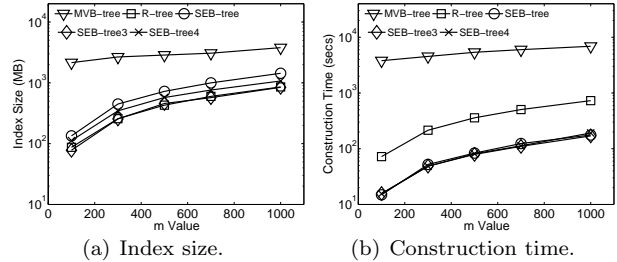 MVB-tree R-tree SEB-tree
SEB-tree3 SEB-tree4
Index Size (MB)
10^4
10^3
10^2
10^1
0 200 400 600 800 1000
m Value
(a) Index size.
MVB-tree R-tree SEB-tree
SEB-tree3 SEB-tree4
Construction Time (secs)
10^4
10^3
10^2
10^1
0 200 400 600 800 1000
m Value
(b) Construction time.